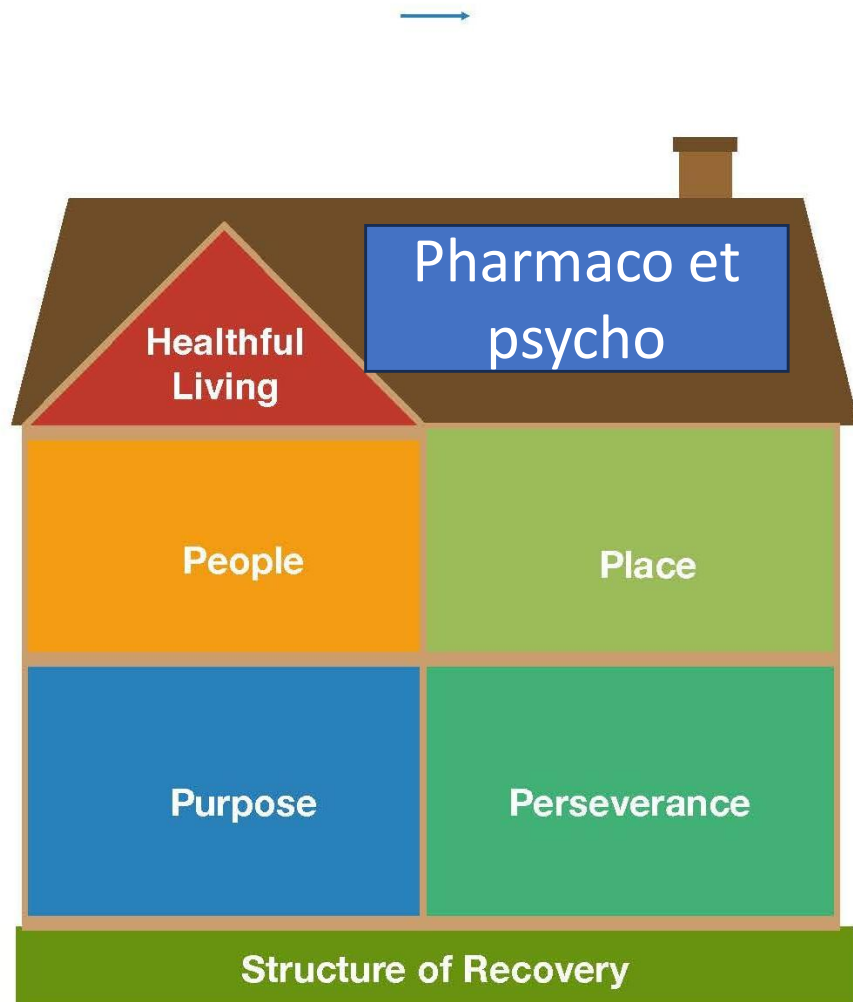 Pharmaco et
psycho
Healthful
Living
People
Place
Purpose
Perseverance
Structure of Recovery